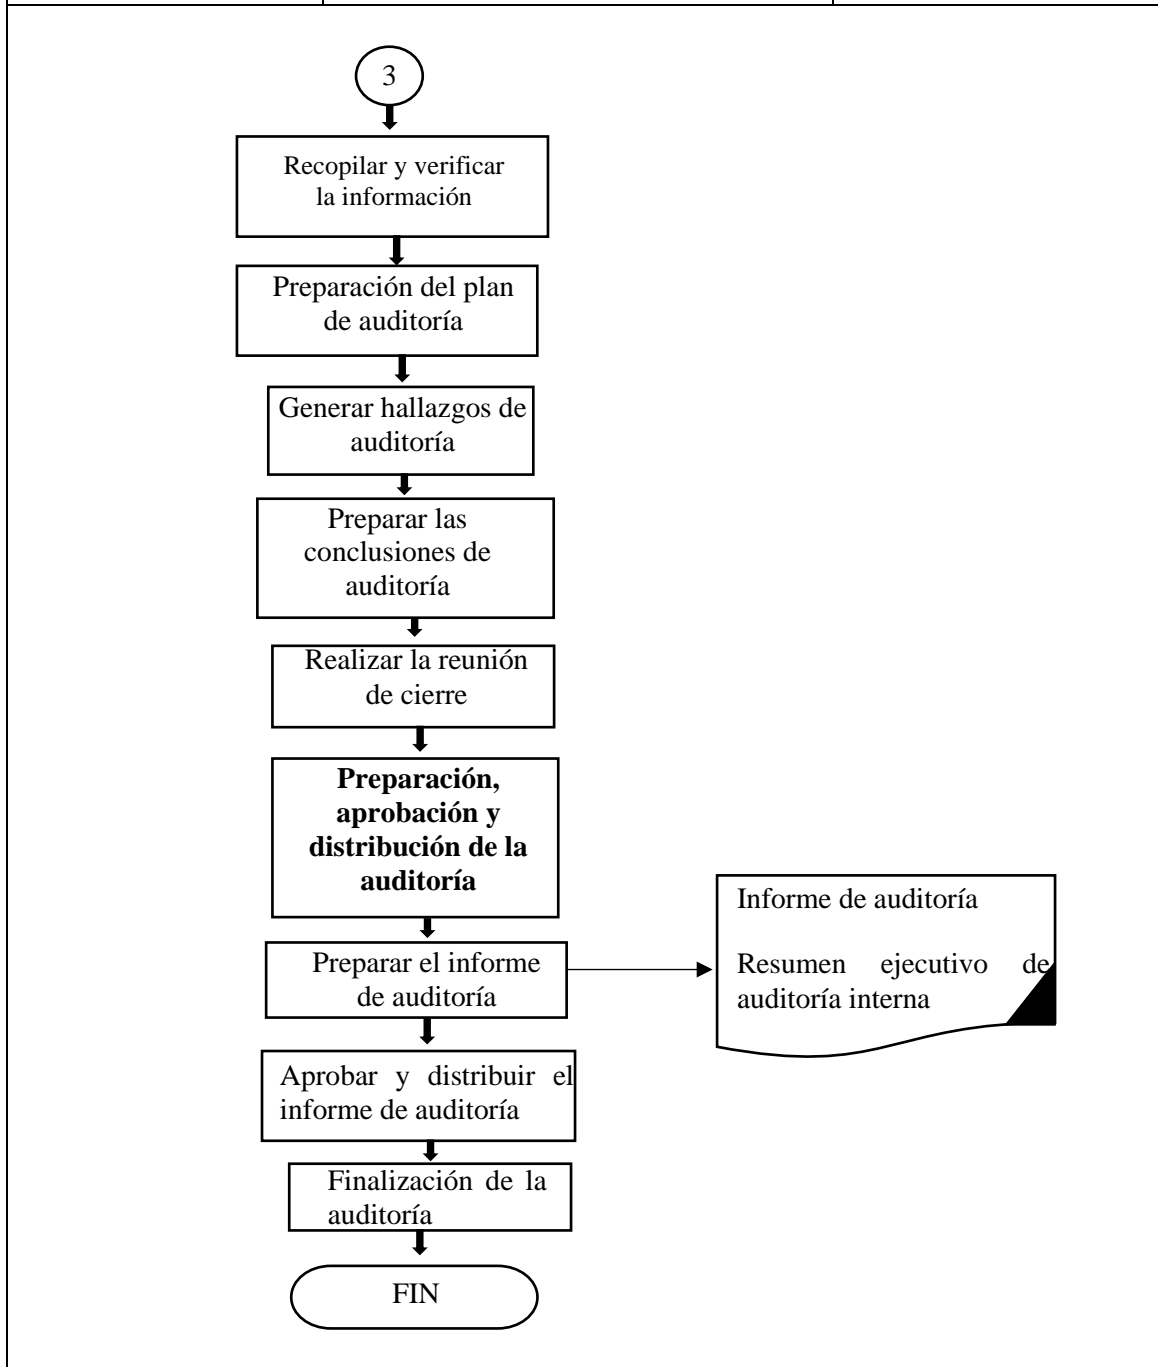 3
Recopilar y verificar
la información
Preparación del plan
de auditoría
Generar hallazgos de
auditoría
Preparar las
conclusiones de
auditoría
Realizar la reunión
de cierre
Preparación,
aprobación y
distribución de la
auditoría
Preparar el informe
de auditoría
Informe de auditoría
Resumen ejecutivo de
auditoría interna
Aprobar y distribuir el
informe de auditoría
Finalización de la
auditoría
FIN